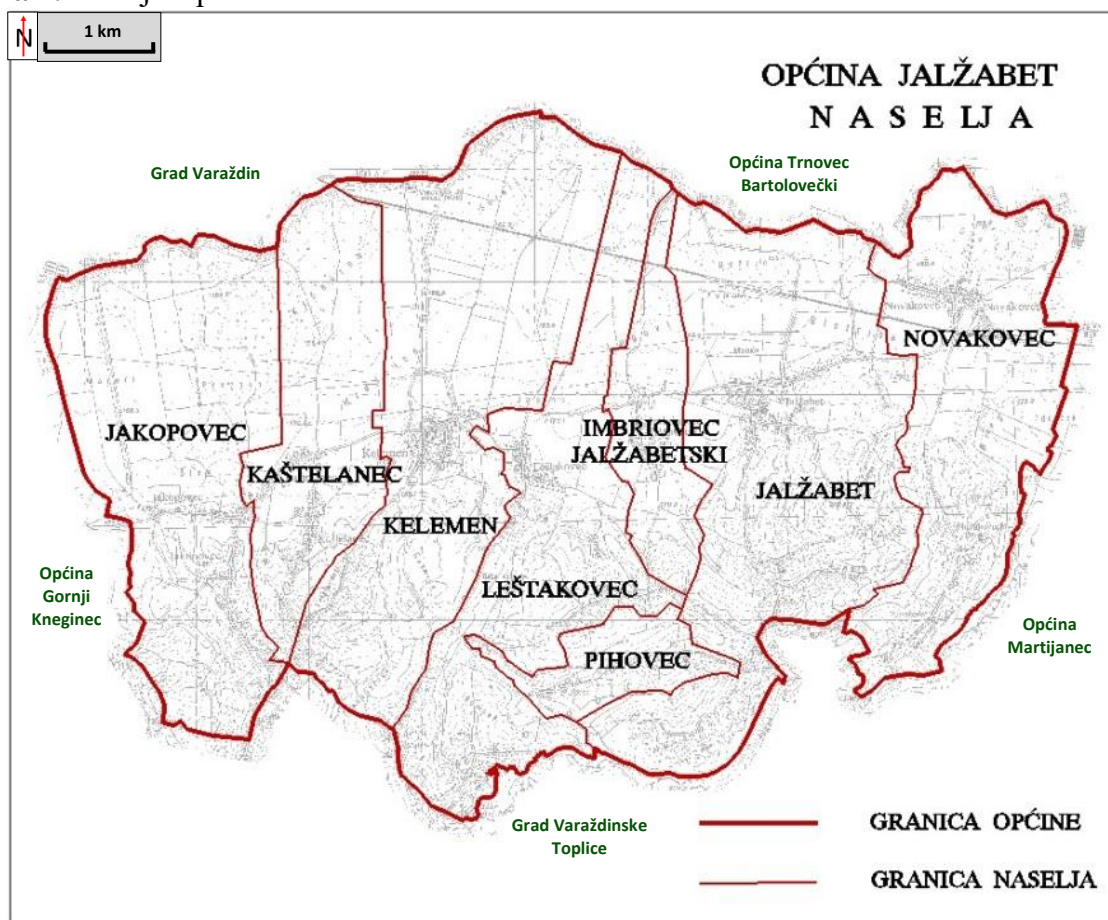 N
1 km
OPĆINA JALŽABET
N A S E LJ A
Grad Varaždin
Općina Trnovec
Bartolovečki
NOVAKOVEC
JAKOPOVEC
KAŠTELANEC
KELEMEN
IMBRIOVEC
JALŽABETSKI
JALŽABET
LEŠTAKOVEC
PIHOVEC
Općina
Gornji
Kneginec
Općina
Martijanec
Grad Varaždinske
Toplice
GRANICA OPĆINE
GRANICA NASELJA